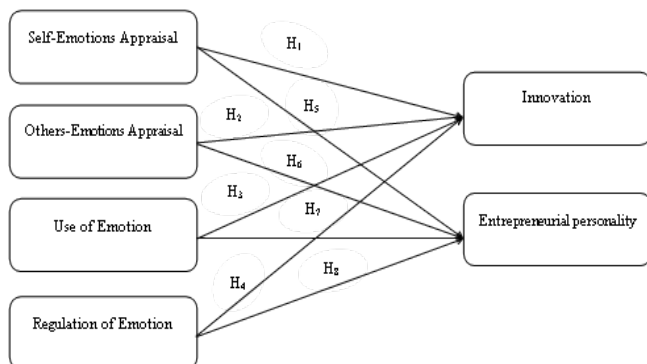 Self-Emotions Appraisal
H₁
Innovation
H₂
H₅
Others-Emotions Appraisal
H₆
H₃
H₇
Use of Emotion
Entrepreneurial personality
H₄
H₈
Regulation of Emotion